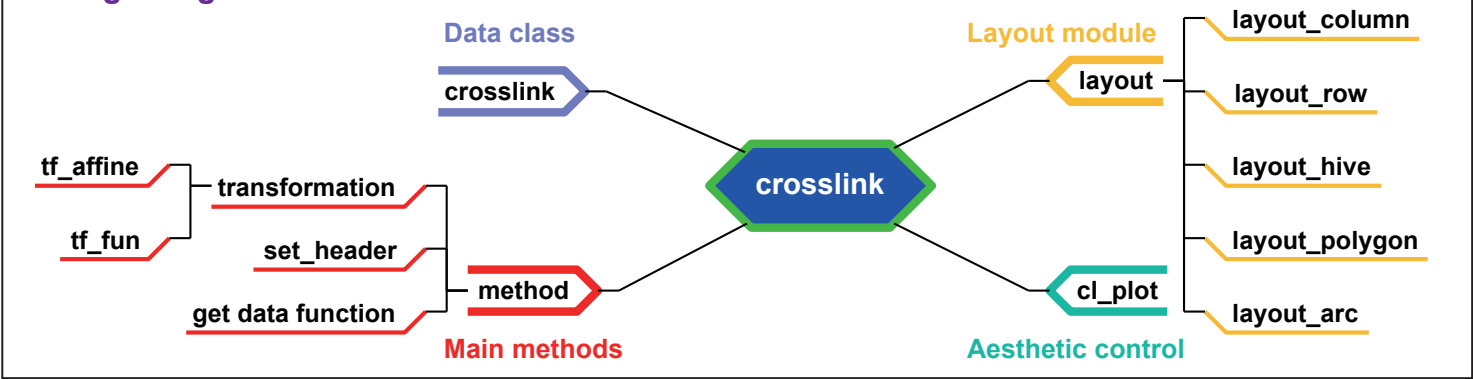 Data class
crosslink
Layout module
layout
layout_column
layout_row
layout_hive
layout_polygon
layout_arc
crosslink
tf_affine
tf_fun
transformation
set_header
get data function
method
Main methods
cl_plot
Aesthetic control